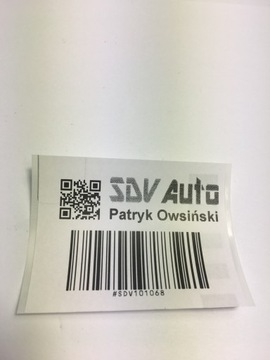 SDV Auto
Patryk Owsiński
#SDV101068